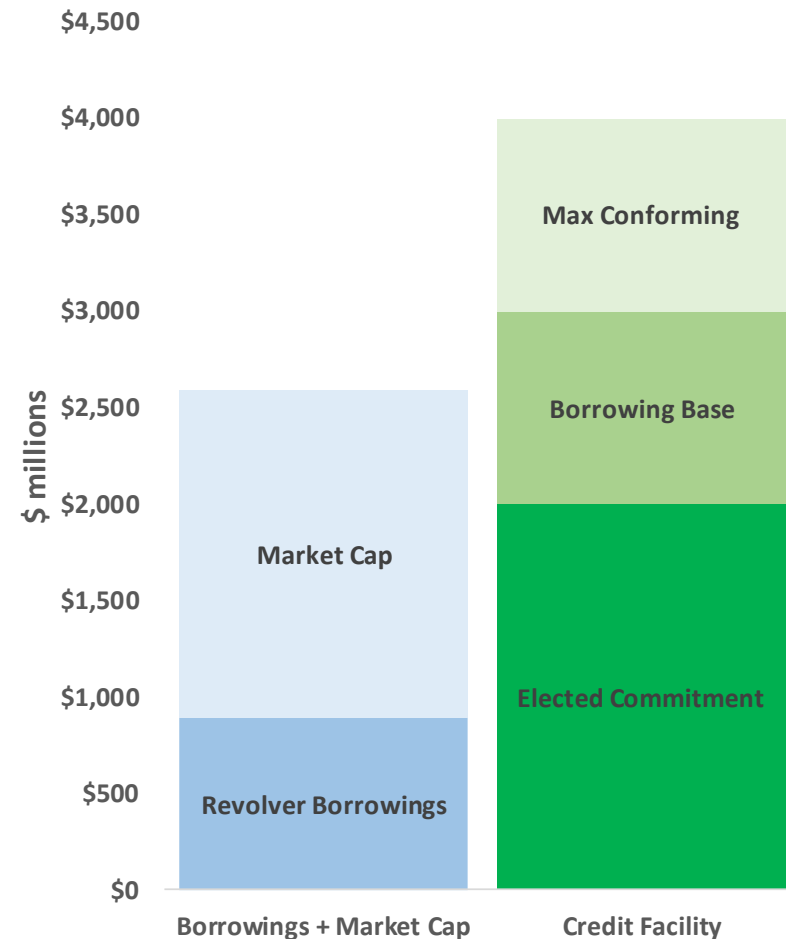 $4,500
$4,000
$3,500
$3,000
$2,500
$2,000
$1,500
$1,000
$500
$0
$ millions
Market Cap
Revolver Borrowings
Max Conforming
Borrowing Base
Elected Commitment
Borrowings + Market Cap
Credit Facility